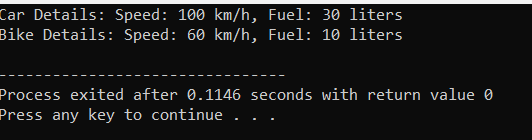 Car Details: Speed: 100 km/h, Fuel: 30 liters
Bike Details: Speed: 60 km/h, Fuel: 10 liters
--------------------------------
Process exited after 0.1146 seconds with return value 0
Press any key to continue . . .